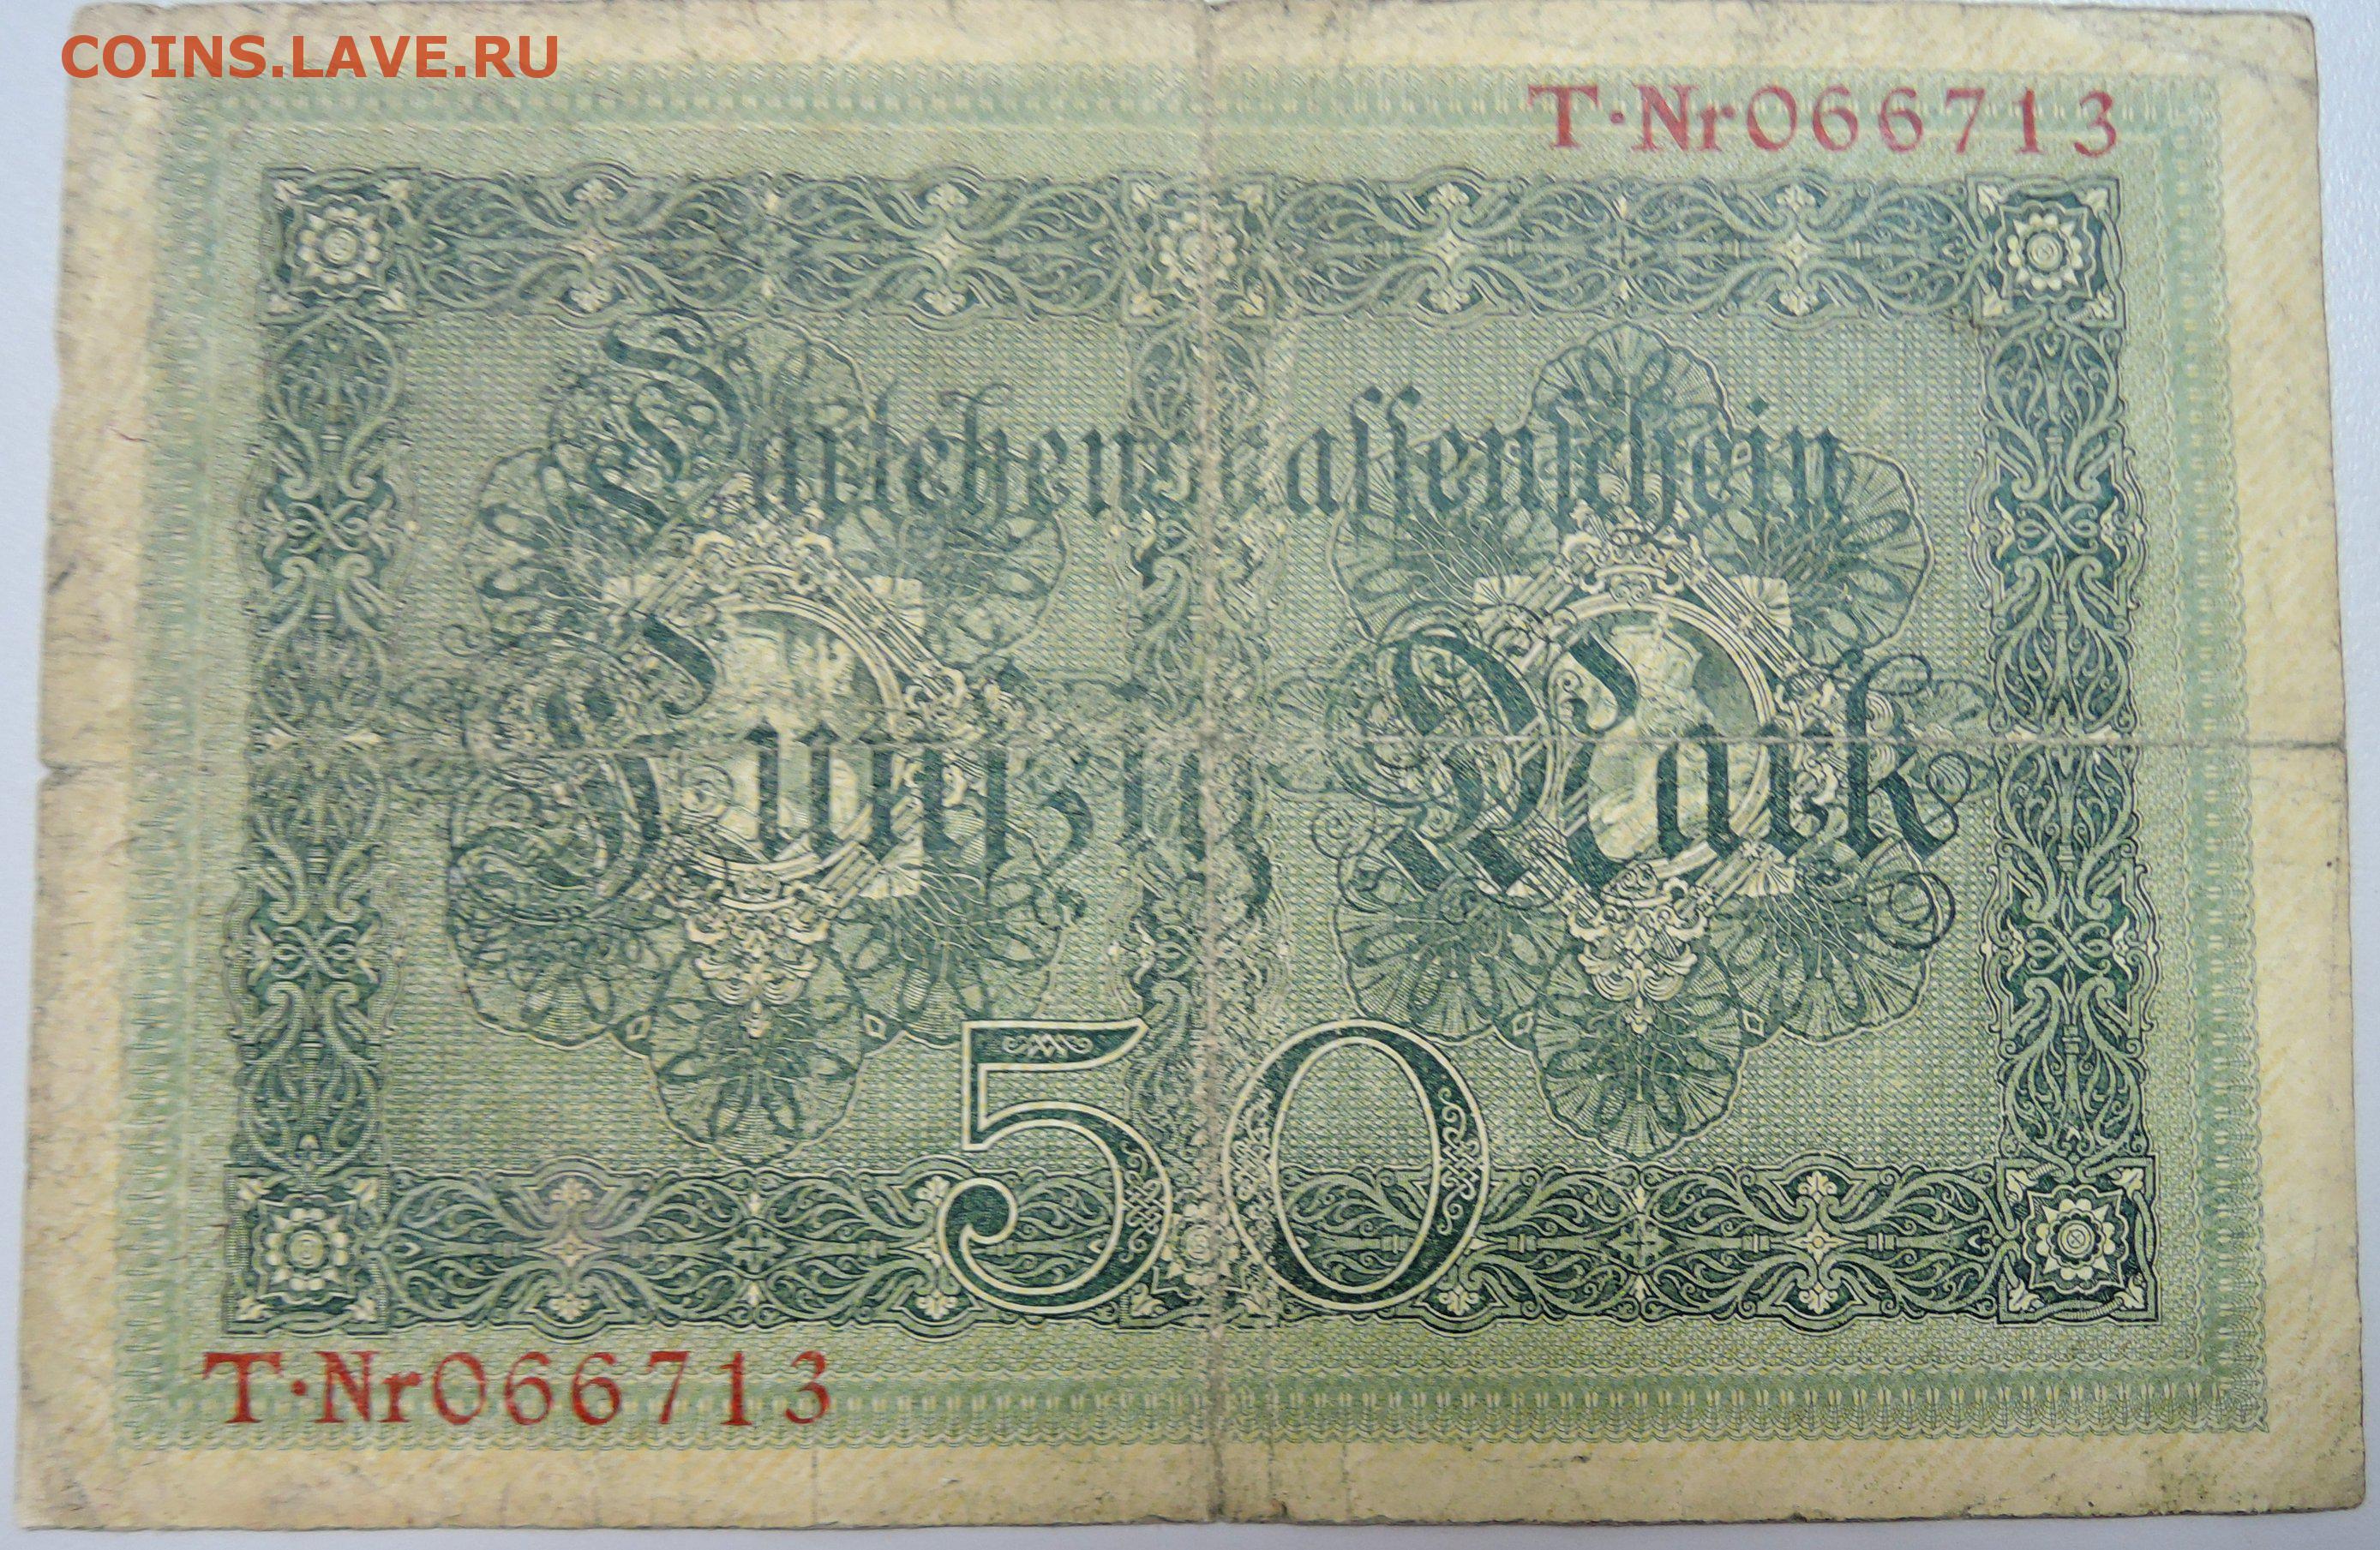 COINS.LAVE.RU
T·Nr066713
Darlehenskassenschein
Fünfzig Mark
50
T·Nr066713